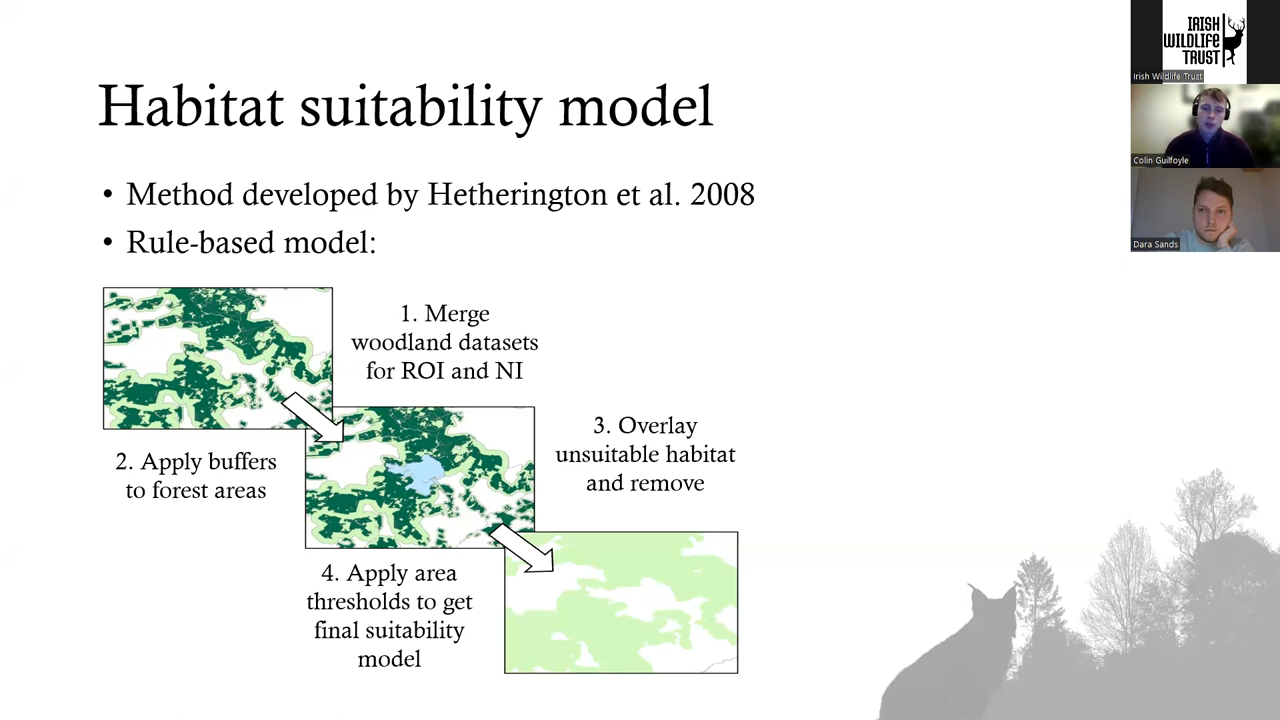 Habitat suitability model
• Method developed by Hetherington et al. 2008
• Rule-based model:
1. Merge
woodland datasets
for ROI and NI
2. Apply buffers
to forest areas
3. Overlay
unsuitable habitat
and remove
4. Apply area
thresholds to get
final suitability
model
IRISH
WILDLIFE
TRUST
Irish Wildlife Trust
Colin Guilfoyle
Dara Sands